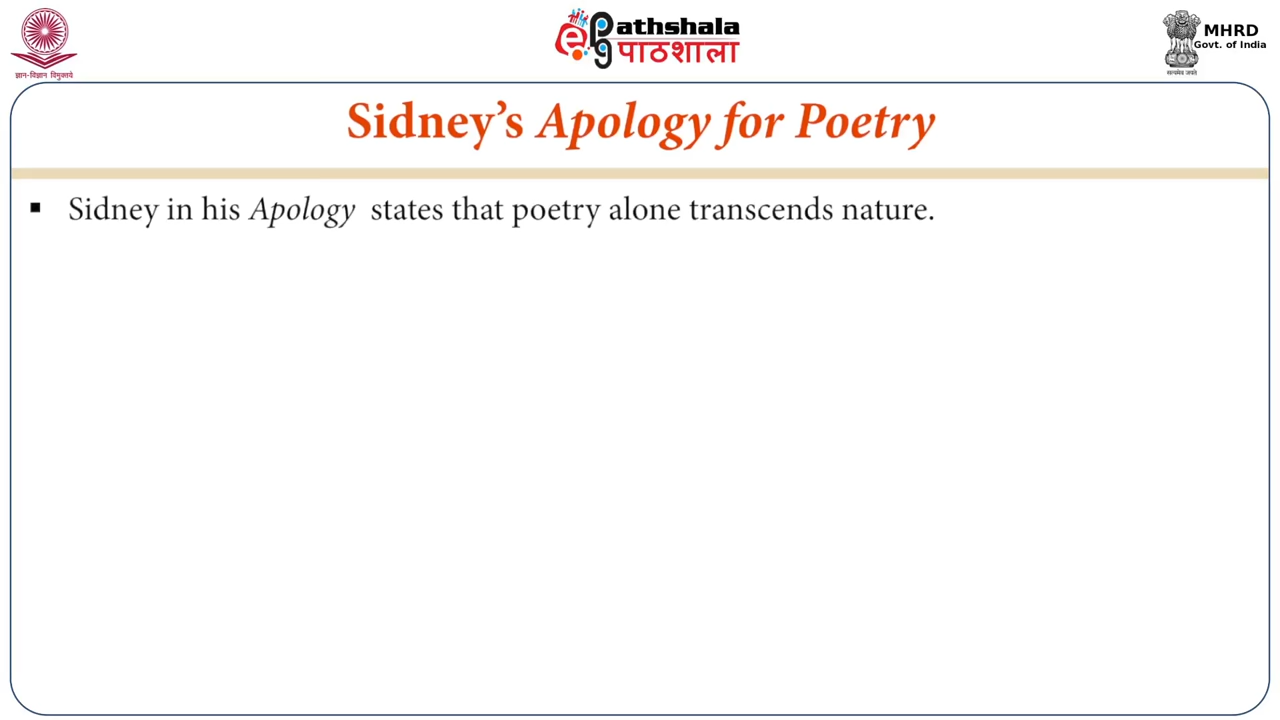 ज्ञान-विज्ञान विमुक्तये
ePathshala
पाठशाला
सत्यमेव जयते
MHRD
Govt. of India
Sidney’s Apology for Poetry
▪ Sidney in his Apology states that poetry alone transcends nature.